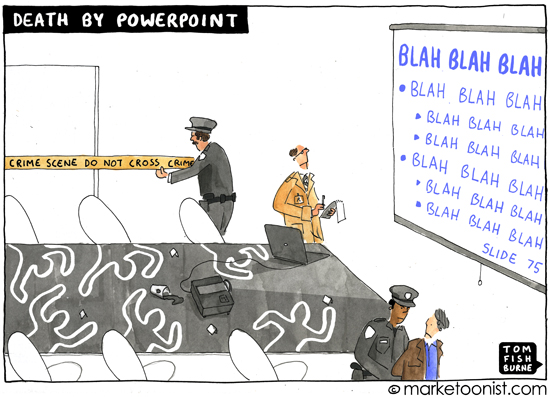 DEATH BY POWERPOINT
CRIME SCENE DO NOT CROSS CRIME
BLAH BLAH BLAH
• BLAH BLAH BLAH
▸ BLAH BLAH BLAH
▸ BLAH BLAH BLAH
• BLAH BLAH BLAH
▸ BLAH BLAH BLAH
▸ BLAH BLAH BLAH
SLIDE 75
TOM
FISH
BURNE
© marketoonist.com